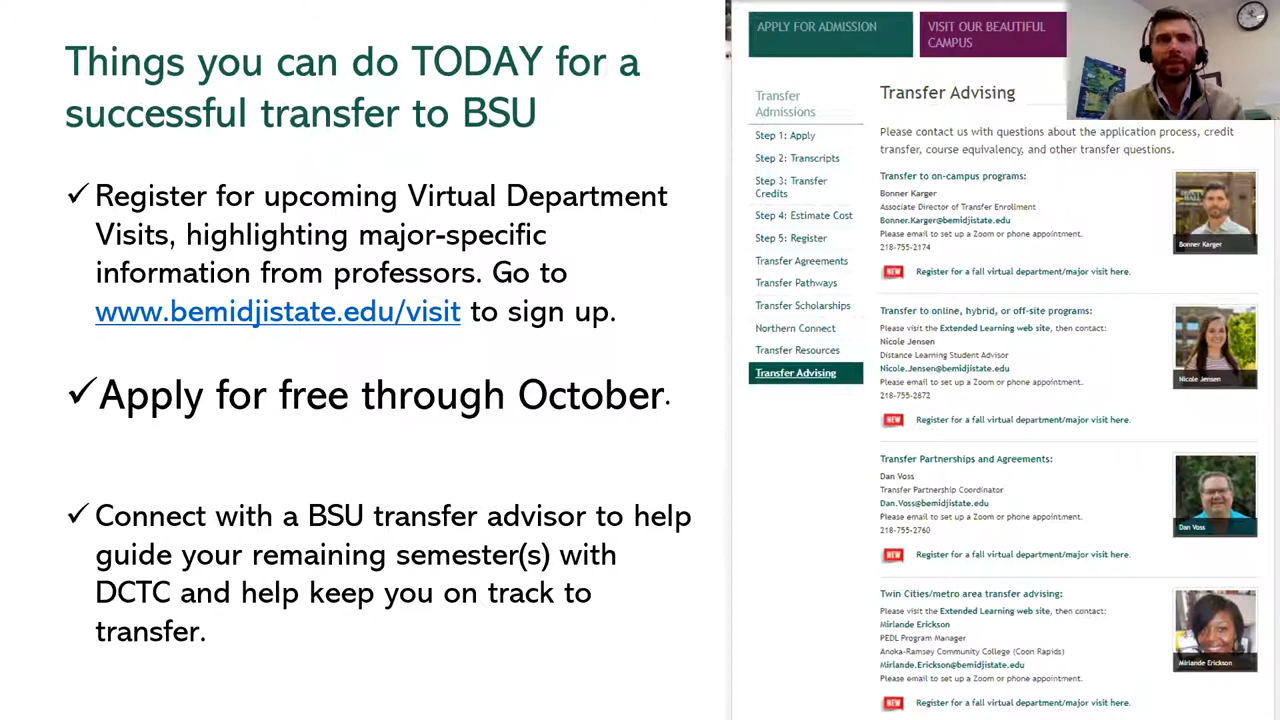 Things you can do TODAY for a
successful transfer to BSU
✓Register for upcoming Virtual Department
Visits, highlighting major-specific
information from professors. Go to
www.bemidjistate.edu/visit to sign up.
✓Apply for free through October.
✓Connect with a BSU transfer advisor to help
guide your remaining semester(s) with
DCTC and help keep you on track to
transfer.
APPLY FOR ADMISSION
VISIT OUR BEAUTIFUL
CAMPUS
Transfer
Admissions
Step 1: Apply
Step 2: Transcripts
Step 3: Transfer
Credits
Step 4: Estimate Cost
Step 5: Register
Transfer Agreements
Transfer Pathways
Transfer Scholarships
Northern Connect
Transfer Resources
Transfer Advising
Transfer Advising
Please contact us with questions about the application process, credit
transfer, course equivalency, and other transfer questions.
Transfer to on-campus programs:
Bonner Karger
Associate Director of Transfer Enrollment
Bonner.Karger@bemidjistate.edu
Please email to set up a Zoom or phone appointment.
218-755-2174
NEW Register for a fall virtual department/major visit here.
Bonner Karger
Transfer to online, hybrid, or off-site programs:
Please visit the Extended Learning web site, then contact:
Nicole Jensen
Distance Learning Student Advisor
Nicole.Jensen@bemidjistate.edu
Please email to set up a Zoom or phone appointment.
218-755-2872
NEW Register for a fall virtual department/major visit here.
Nicole Jensen
Transfer Partnerships and Agreements:
Dan Voss
Transfer Partnership Coordinator
Dan.Voss@bemidjistate.edu
Please email to set up a Zoom or phone appointment.
218-755-2760
NEW Register for a fall virtual department/major visit here.
Dan Voss
Twin Cities/metro area transfer advising:
Please visit the Extended Learning web site, then contact:
Mirlande Erickson
PEDL Program Manager
Anoka-Ramsey Community College (Coon Rapids)
Mirlande.Erickson@bemidjistate.edu
Please email to set up a Zoom or phone appointment.
NEW Register for a fall virtual department/major visit here.
Mirlande Erickson